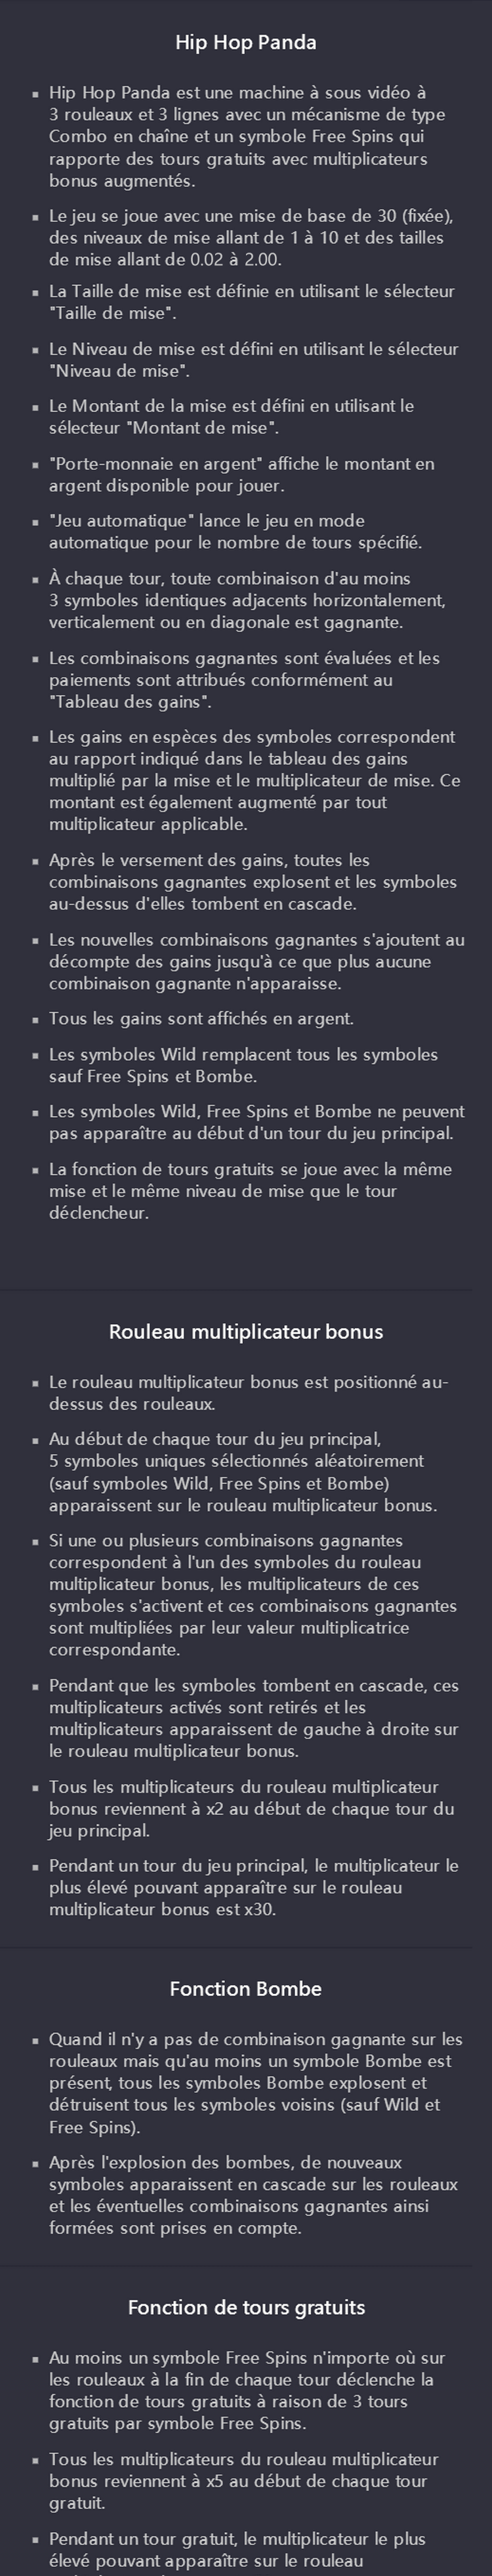 Hip Hop Panda
▪ Hip Hop Panda est une machine à sous vidéo à
3 rouleaux et 3 lignes avec un mécanisme de type
Combo en chaîne et un symbole Free Spins qui
rapporte des tours gratuits avec multiplicateurs
bonus augmentés.
▪ Le jeu se joue avec une mise de base de 30 (fixée),
des niveaux de mise allant de 1 à 10 et des tailles
de mise allant de 0.02 à 2.00.
▪ La Taille de mise est définie en utilisant le sélecteur
"Taille de mise".
▪ Le Niveau de mise est défini en utilisant le sélecteur
"Niveau de mise".
▪ Le Montant de la mise est défini en utilisant le
sélecteur "Montant de mise".
▪ "Porte-monnaie en argent" affiche le montant en
argent disponible pour jouer.
▪ "Jeu automatique" lance le jeu en mode
automatique pour le nombre de tours spécifié.
▪ À chaque tour, toute combinaison d'au moins
3 symboles identiques adjacents horizontalement,
verticalement ou en diagonale est gagnante.
▪ Les combinaisons gagnantes sont évaluées et les
paiements sont attribués conformément au
"Tableau des gains".
▪ Les gains en espèces des symboles correspondent
au rapport indiqué dans le tableau des gains
multiplié par la mise et le multiplicateur de mise. Ce
montant est également augmenté par tout
multiplicateur applicable.
▪ Après le versement des gains, toutes les
combinaisons gagnantes explosent et les symboles
au-dessus d'elles tombent en cascade.
▪ Les nouvelles combinaisons gagnantes s'ajoutent au
décompte des gains jusqu'à ce que plus aucune
combinaison gagnante n'apparaisse.
▪ Tous les gains sont affichés en argent.
▪ Les symboles Wild remplacent tous les symboles
sauf Free Spins et Bombe.
▪ Les symboles Wild, Free Spins et Bombe ne peuvent
pas apparaître au début d'un tour du jeu principal.
▪ La fonction de tours gratuits se joue avec la même
mise et le même niveau de mise que le tour
déclencheur.
Rouleau multiplicateur bonus
▪ Le rouleau multiplicateur bonus est positionné au-
dessus des rouleaux.
▪ Au début de chaque tour du jeu principal,
5 symboles uniques sélectionnés aléatoirement
(sauf symboles Wild, Free Spins et Bombe)
apparaissent sur le rouleau multiplicateur bonus.
▪ Si une ou plusieurs combinaisons gagnantes
correspondent à l'un des symboles du rouleau
multiplicateur bonus, les multiplicateurs de ces
symboles s'activent et ces combinaisons gagnantes
sont multipliées par leur valeur multiplicatrice
correspondante.
▪ Pendant que les symboles tombent en cascade, ces
multiplicateurs activés sont retirés et les
multiplicateurs apparaissent de gauche à droite sur
le rouleau multiplicateur bonus.
▪ Tous les multiplicateurs du rouleau multiplicateur
bonus reviennent à x2 au début de chaque tour du
jeu principal.
▪ Pendant un tour du jeu principal, le multiplicateur le
plus élevé pouvant apparaître sur le rouleau
multiplicateur bonus est x30.
Fonction Bombe
▪ Quand il n'y a pas de combinaison gagnante sur les
rouleaux mais qu'au moins un symbole Bombe est
présent, tous les symboles Bombe explosent et
détruisent tous les symboles voisins (sauf Wild et
Free Spins).
▪ Après l'explosion des bombes, de nouveaux
symboles apparaissent en cascade sur les rouleaux
et les éventuelles combinaisons gagnantes ainsi
formées sont prises en compte.
Fonction de tours gratuits
▪ Au moins un symbole Free Spins n'importe où sur
les rouleaux à la fin de chaque tour déclenche la
fonction de tours gratuits à raison de 3 tours
gratuits par symbole Free Spins.
▪ Tous les multiplicateurs du rouleau multiplicateur
bonus reviennent à x5 au début de chaque tour
gratuit.
▪ Pendant un tour gratuit, le multiplicateur le plus
élevé pouvant apparaître sur le rouleau